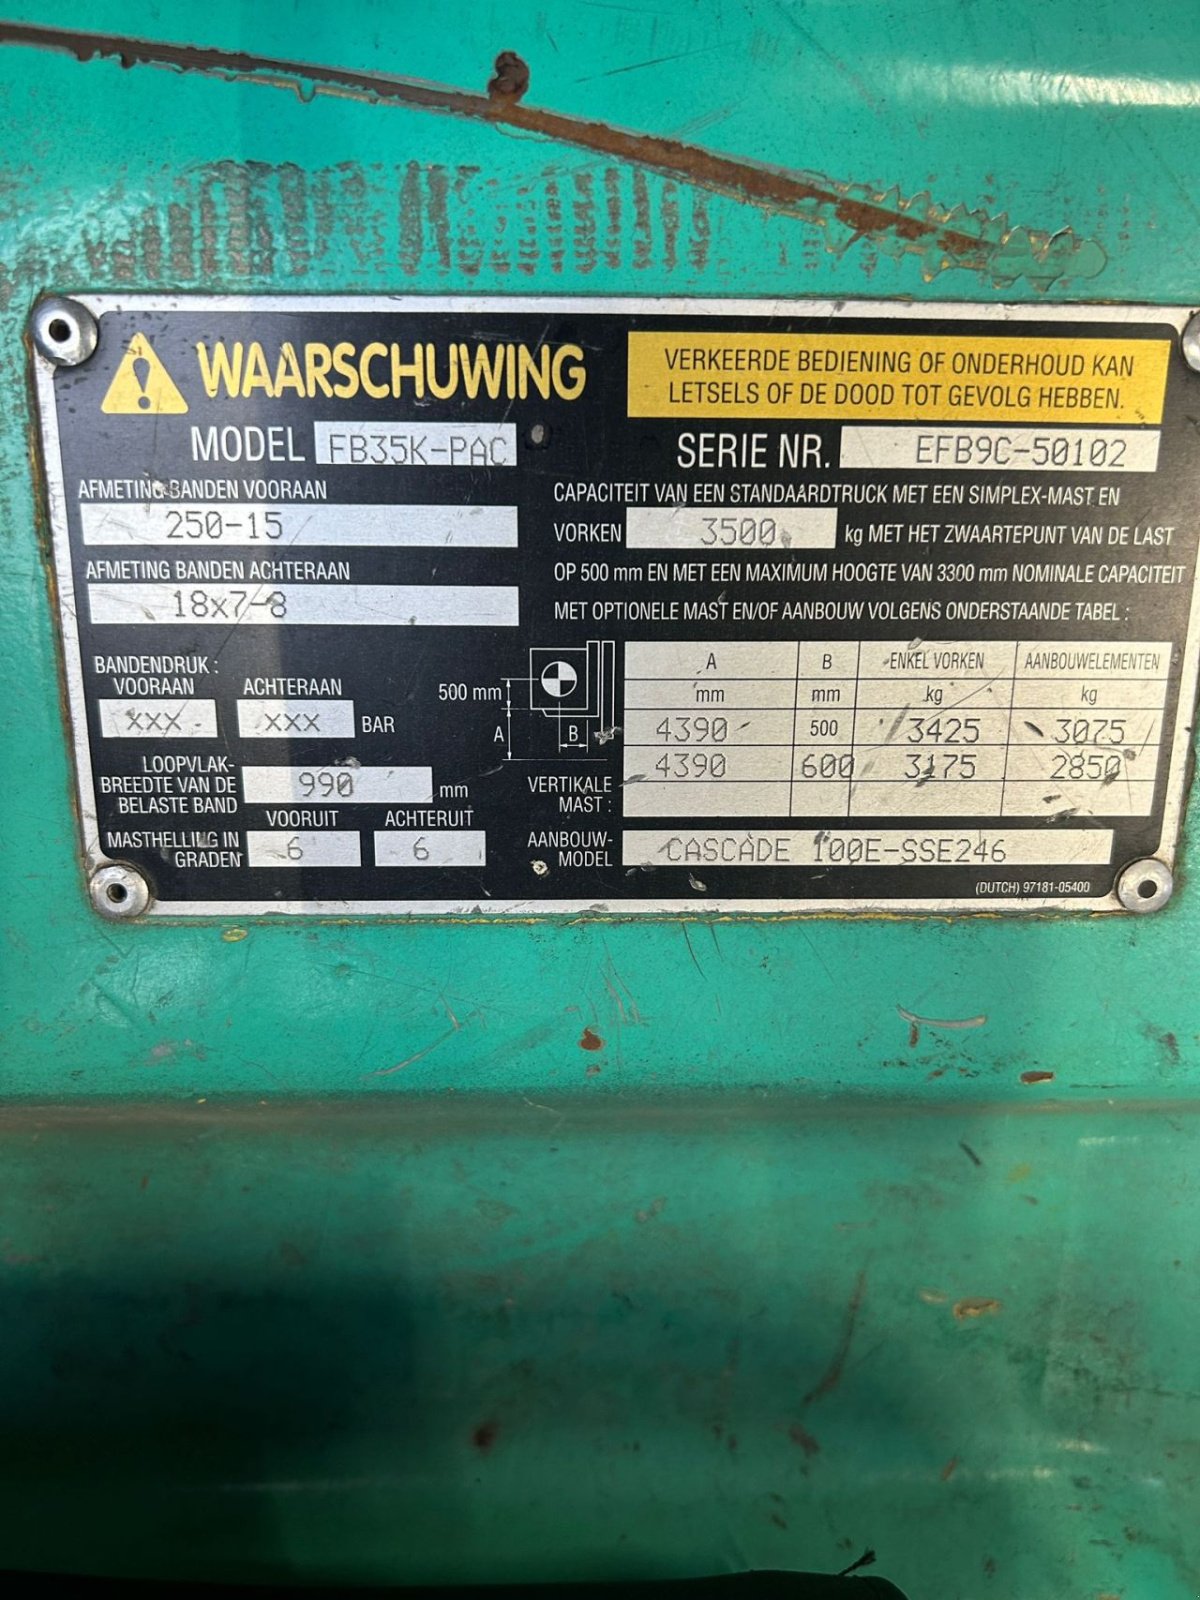 WAARSCHUWING
VERKEERDE BEDIENING OF ONDERHOUD KAN
LETSELS OF DE DOOD TOT GEVOLG HEBBEN.
MODEL FB35K-PAC
SERIE NR. EFB9C-50102
AFMETING BANDEN VOORAAN
250-15
AFMETING BANDEN ACHTERAAN
18x7-8
BANDENDRUK :
VOORAAN ACHTERAAN
xxx xxx BAR
LOOPVLAK-
BREEDTE VAN DE 990 mm
BELASTE BAND
VOORUIT ACHTERUIT
MASTHELLING IN
GRADEN 6 6
CAPACITEIT VAN EEN STANDAARDTRUCK MET EEN SIMPLEX-MAST EN
VORKEN 3500 kg MET HET ZWAARTEPUNT VAN DE LAST
OP 500 mm EN MET EEN MAXIMUM HOOGTE VAN 3300 mm NOMINALE CAPACITEIT
MET OPTIONELE MAST EN/OF AANBOUW VOLGENS ONDERSTAANDE TABEL :
500 mm
A
B
VERTIKALE
MAST :
A B ENKEL VORKEN AANBOUWELEMENTEN
mm mm kg kg
4390 500 3425 3075
4390 600 3175 2850
AANBOUW-
MODEL CASCADE 100E-SSE246
(DUTCH) 97181-05400